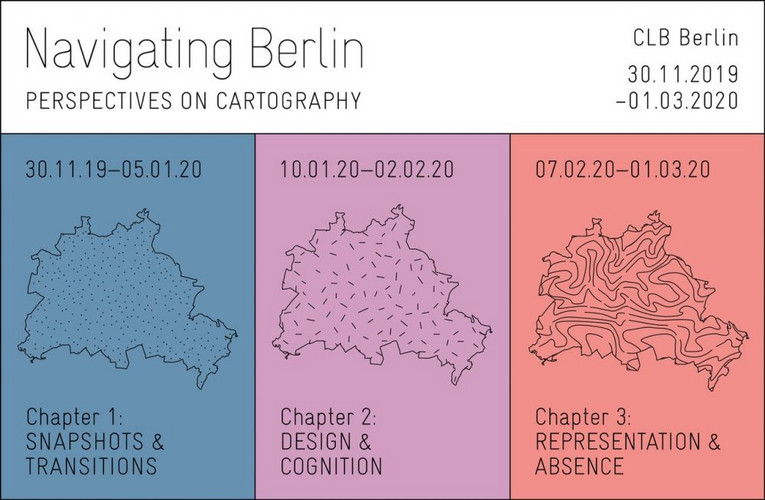 Navigating Berlin
PERSPECTIVES ON CARTOGRAPHY
CLB Berlin
30.11.2019
–01.03.2020
30.11.19–05.01.20
Chapter 1:
SNAPSHOTS &
TRANSITIONS
10.01.20–02.02.20
Chapter 2:
DESIGN &
COGNITION
07.02.20–01.03.20
Chapter 3:
REPRESENTATION &
ABSENCE